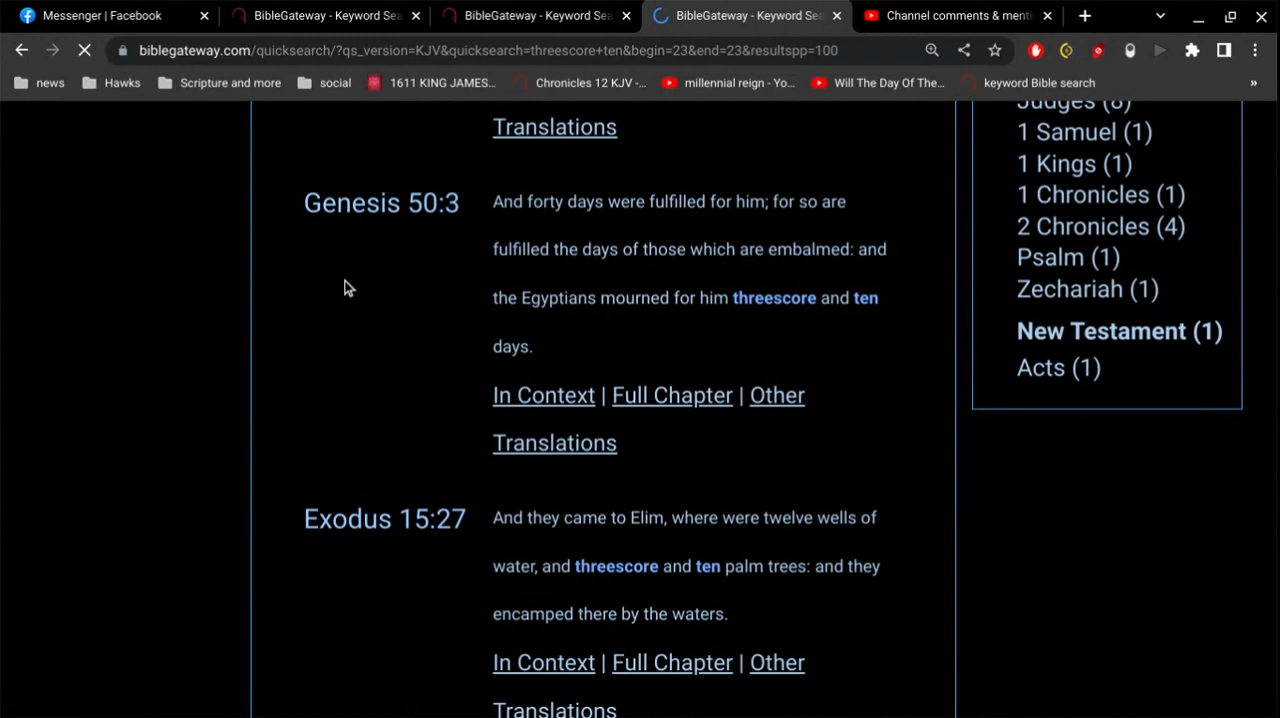 Messenger | Facebook
BibleGateway - Keyword Sea
BibleGateway - Keyword Sea
BibleGateway - Keyword Sea
Channel comments & menti
biblegateway.com/quicksearch/?qs_version=KJV&quicksearch=threescore+ten&begin=23&end=23&resultspp=100
news
Hawks
Scripture and more
social
1611 KING JAMES...
Chronicles 12 KJV -...
millennial reign - Yo...
Will The Day Of The...
keyword Bible search
»
Translations
Genesis 50:3
And forty days were fulfilled for him; for so are
fulfilled the days of those which are embalmed: and
the Egyptians mourned for him threescore and ten
days.
In Context | Full Chapter | Other
Translations
Exodus 15:27
And they came to Elim, where were twelve wells of
water, and threescore and ten palm trees: and they
encamped there by the waters.
In Context | Full Chapter | Other
Translations
Judges (8)
1 Samuel (1)
1 Kings (1)
1 Chronicles (1)
2 Chronicles (4)
Psalm (1)
Zechariah (1)
New Testament (1)
Acts (1)